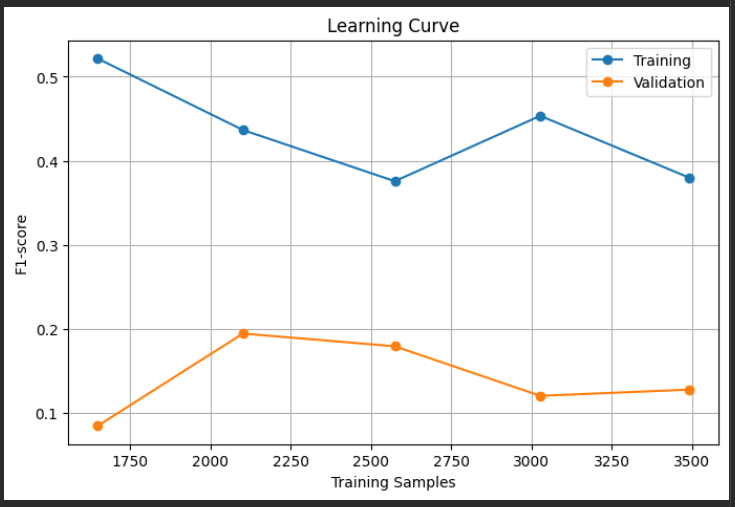 Learning Curve
Training
Validation
0.5
0.4
0.3
0.2
0.1
F1-score
1750 2000 2250 2500 2750 3000 3250 3500
Training Samples